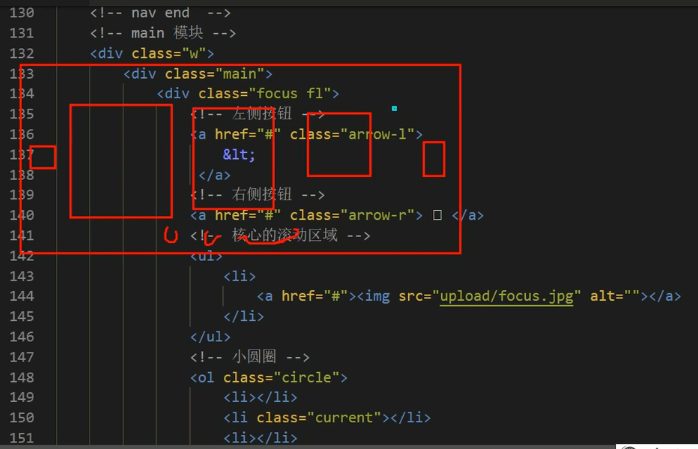 130 <!-- nav end  -->
131 <!-- main 模块 -->
132 <div class="w">
133 <div class="main">
134 <div class="focus fl">
135 <!-- 左侧按钮 -->
136 <a href="#" class="arrow-l">
137 &lt;
138 </a>
139 <!-- 右侧按钮 -->
140 <a href="#" class="arrow-r"> □ </a>
141 <!-- 核心的滚动区域 -->
142 <ul>
143 <li>
144 <a href="#"><img src="upload/focus.jpg" alt=""></a>
145 </li>
146 </ul>
147 <!-- 小圆圈 -->
148 <ol class="circle">
149 <li></li>
150 <li class="current"></li>
151 <li></li>